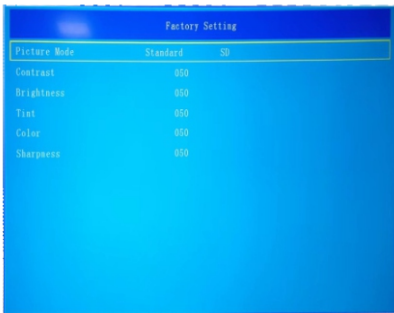 Factory Setting
Picture Mode Standard SD
Contrast 050
Brightness 050
Tint 050
Color 050
Sharpness 050